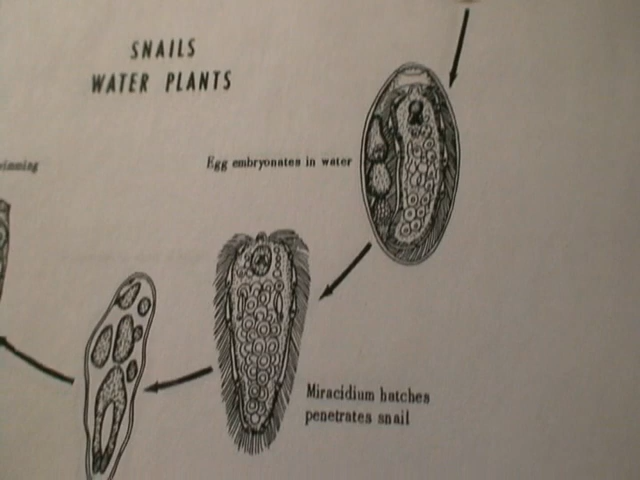 SNAILS
WATER PLANTS
Egg embryonates in water
Miracidium hatches
penetrates snail